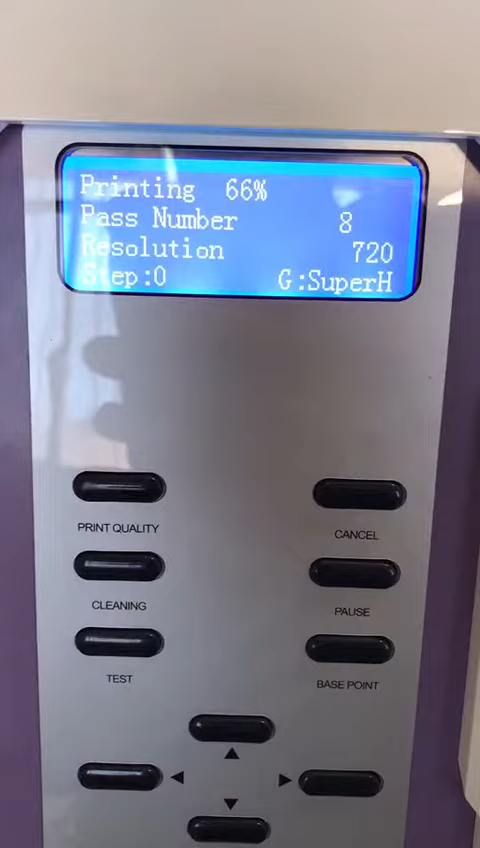 Printing 66%
Pass Number 8
Resolution 720
Step:0 G:SuperH
PRINT QUALITY
CANCEL
CLEANING
PAUSE
TEST
BASE POINT